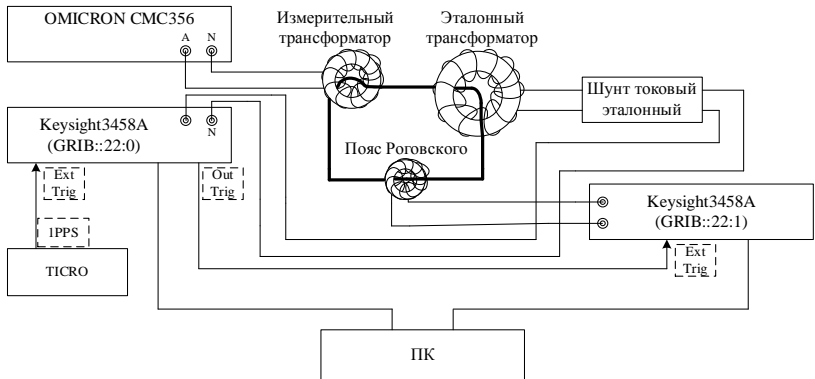 OMICRON CMC356
A N
Измерительный
трансформатор
Эталонный
трансформатор
Шунт токовый
эталонный
Keysight3458A
(GRIB::22:0)
N
Пояс Роговского
Ext
Trig
Out
Trig
Keysight3458A
(GRIB::22:1)
1PPS
TICRO
Ext
Trig
ПК